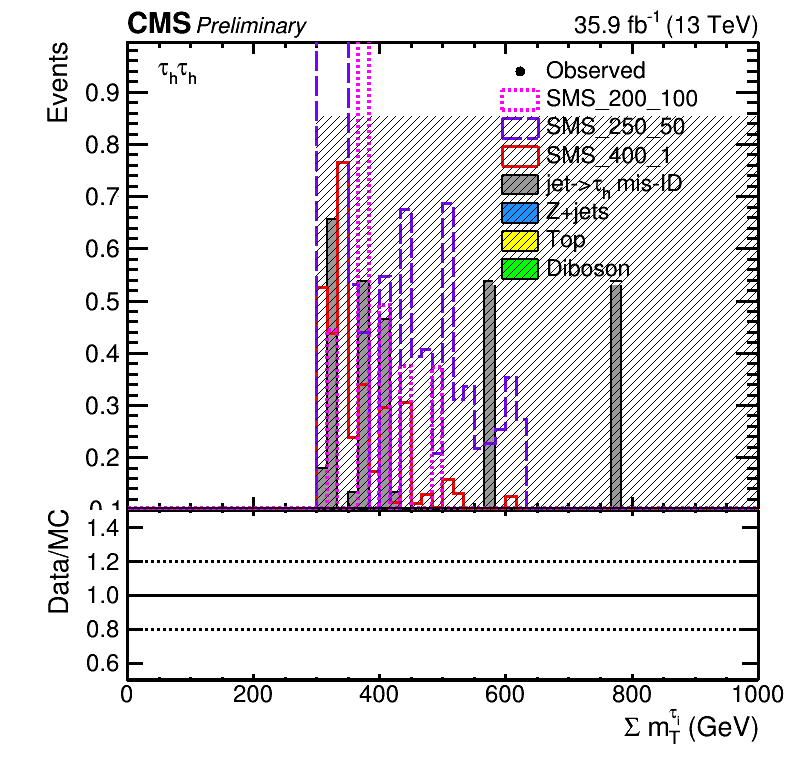 CMS Preliminary 35.9 fb⁻¹ (13 TeV)
Events
τhτh
Observed
SMS_200_100
SMS_250_50
SMS_400_1
jet->τh mis-ID
Z+jets
Top
Diboson
0.9
0.8
0.7
0.6
0.5
0.4
0.3
0.2
0.1
Data/MC
1.4
1.2
1.0
0.8
0.6
0 200 400 600 800 1000
Σ mTτi (GeV)